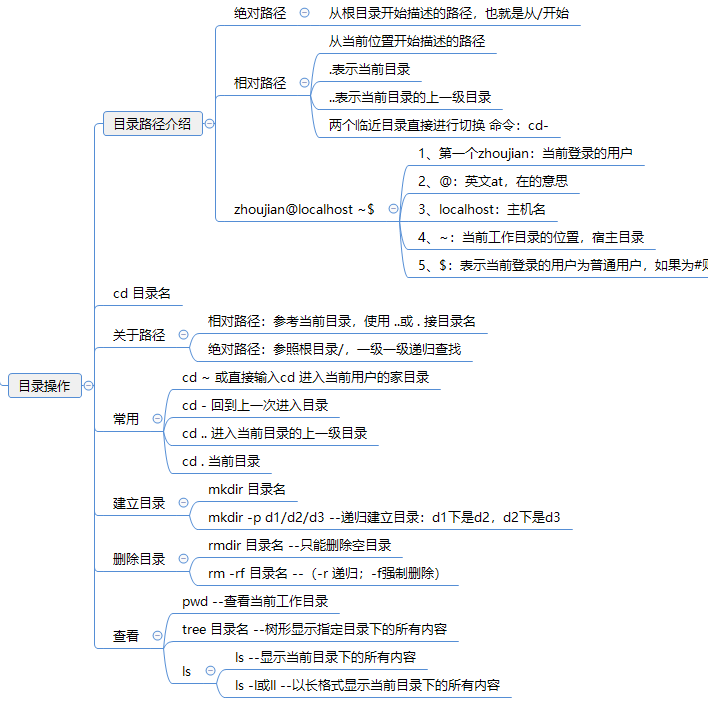 绝对路径
从根目录开始描述的路径，也就是从/开始
从当前位置开始描述的路径
相对路径
.表示当前目录
..表示当前目录的上一级目录
两个临近目录直接进行切换 命令：cd-
目录路径介绍
1、第一个zhoujian：当前登录的用户
2、@：英文at，在的意思
zhoujian@localhost ~$
3、localhost：主机名
4、~：当前工作目录的位置，宿主目录
5、$：表示当前登录的用户为普通用户，如果为#则
cd 目录名
关于路径
相对路径：参考当前目录，使用 ..或 . 接目录名
绝对路径：参照根目录/，一级一级递归查找
目录操作
常用
cd ~ 或直接输入cd 进入当前用户的家目录
cd - 回到上一次进入目录
cd .. 进入当前目录的上一级目录
cd . 当前目录
建立目录
mkdir 目录名
mkdir -p d1/d2/d3 --递归建立目录：d1下是d2，d2下是d3
删除目录
rmdir 目录名 --只能删除空目录
rm -rf 目录名 --（-r 递归；-f强制删除）
查看
pwd --查看当前工作目录
tree 目录名 --树形显示指定目录下的所有内容
ls
ls --显示当前目录下的所有内容
ls -l或ll --以长格式显示当前目录下的所有内容